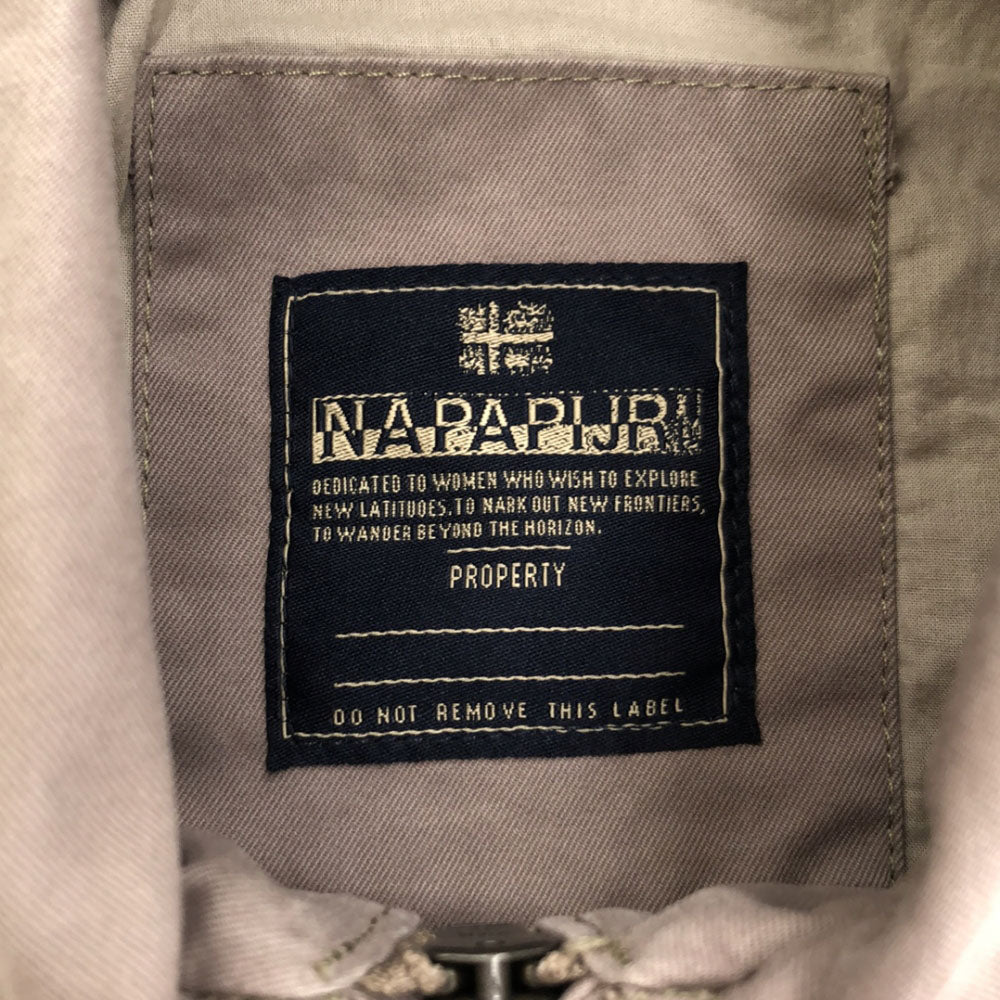 NAPAPIJRI
DEDICATED TO WOMEN WHO WISH TO EXPLORE
NEW LATITUDES. TO NARK OUT NEW FRONTIERS,
TO WANDER BEYOND THE HORIZON.
PROPERTY
DO NOT REMOVE THIS LABEL